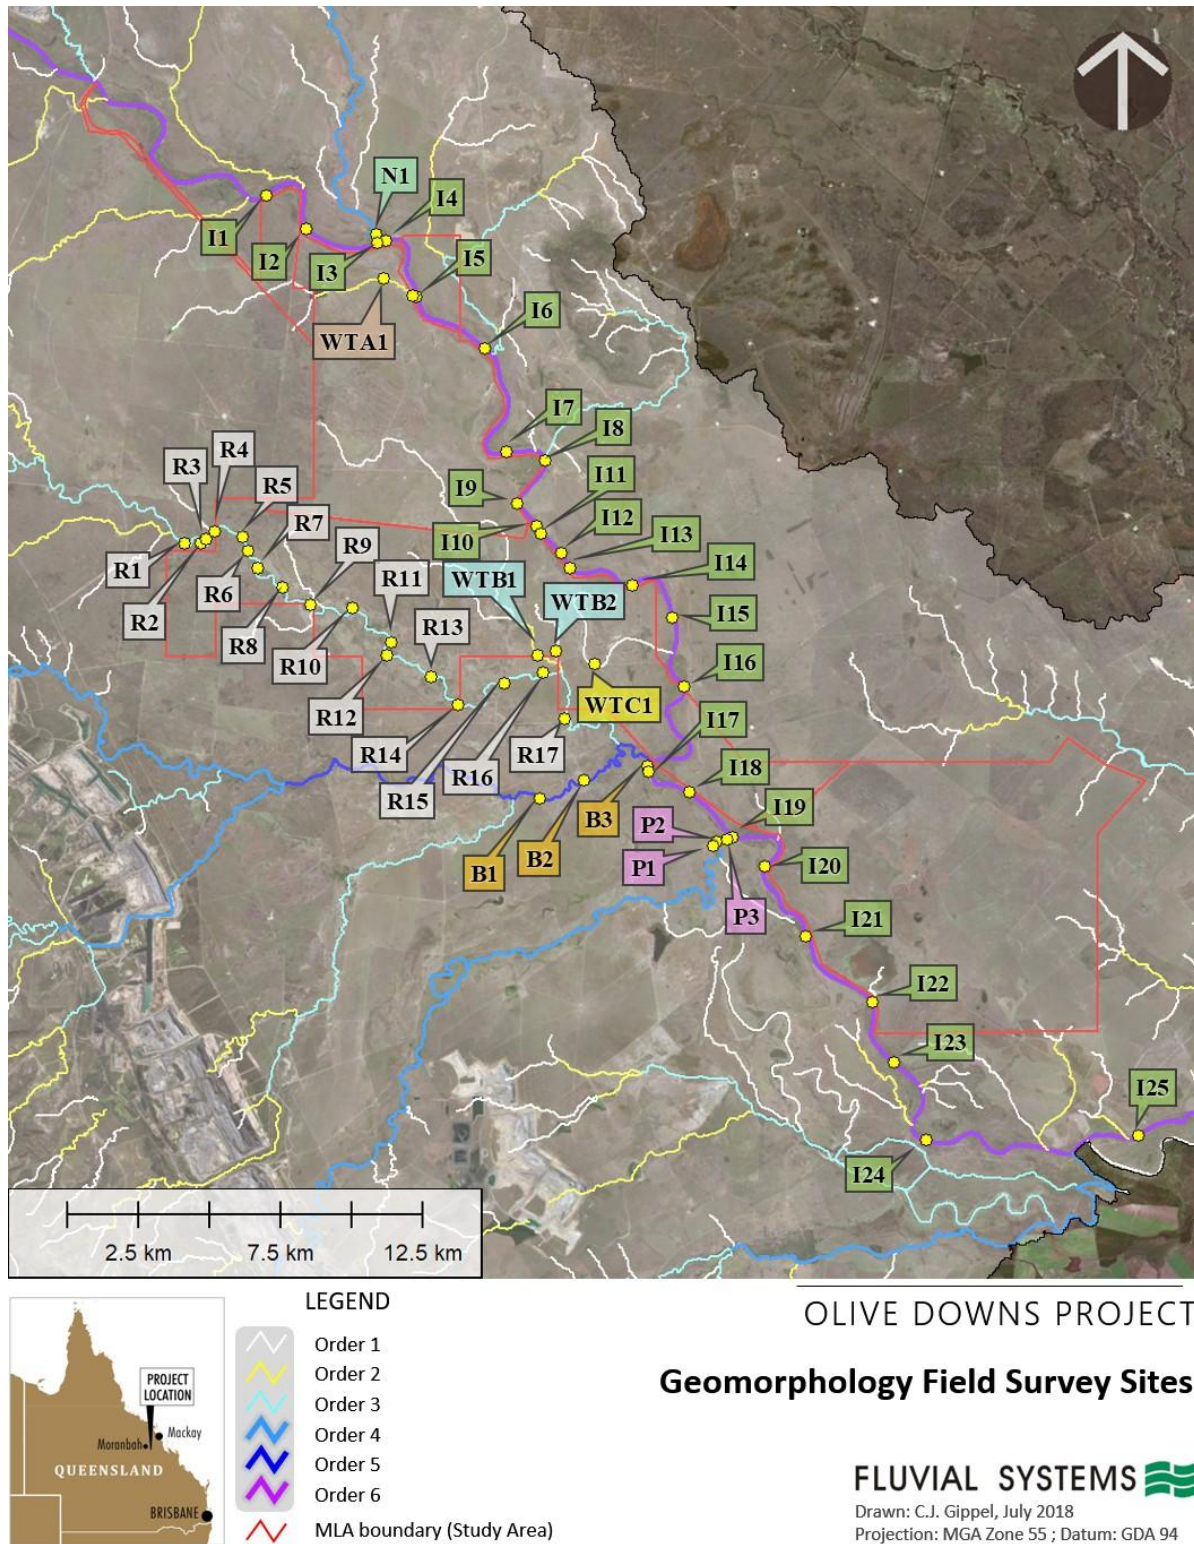 N1
I4
I1
I2
I3
I5
WTA1
I6
I7
I8
R4
R3
R5
I9
I11
I12
R7
R9
I10
I13
R1
R11
WTB1
I14
R6
WTB2
R2
I15
R8
R13
R10
I16
R12
WTC1
I17
R14
R17
R16
I18
R15
B3
P2
I19
B1
B2
P1
I20
P3
I21
I22
I23
I25
I24
2.5 km 7.5 km 12.5 km
LEGEND
Order 1
Order 2
Order 3
Order 4
Order 5
Order 6
MLA boundary (Study Area)
PROJECT
LOCATION
Mackay
Moranbah
QUEENSLAND
BRISBANE
OLIVE DOWNS PROJECT
Geomorphology Field Survey Sites
FLUVIAL SYSTEMS
Drawn: C.J. Gippel, July 2018
Projection: MGA Zone 55 ; Datum: GDA 94